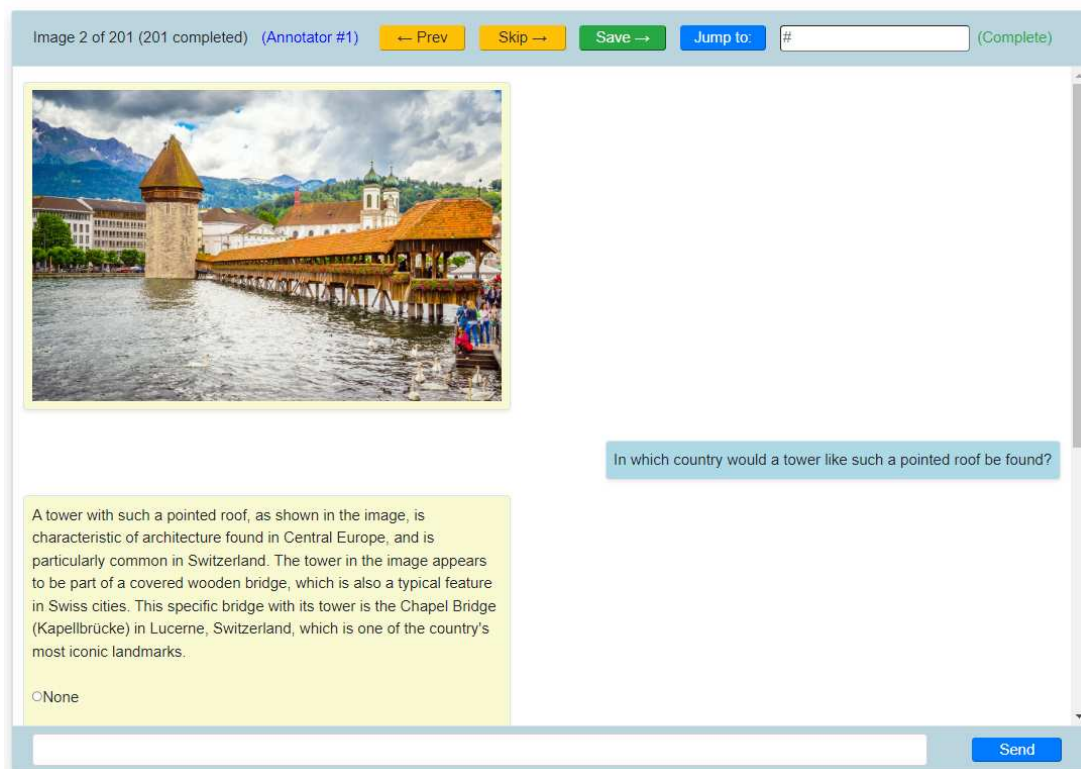 Image 2 of 201 (201 completed) (Annotator #1) ← Prev Skip → Save → Jump to: # (Complete)
In which country would a tower like such a pointed roof be found?
A tower with such a pointed roof, as shown in the image, is
characteristic of architecture found in Central Europe, and is
particularly common in Switzerland. The tower in the image appears
to be part of a covered wooden bridge, which is also a typical feature
in Swiss cities. This specific bridge with its tower is the Chapel Bridge
(Kapellbrücke) in Lucerne, Switzerland, which is one of the country's
most iconic landmarks.
None
Send